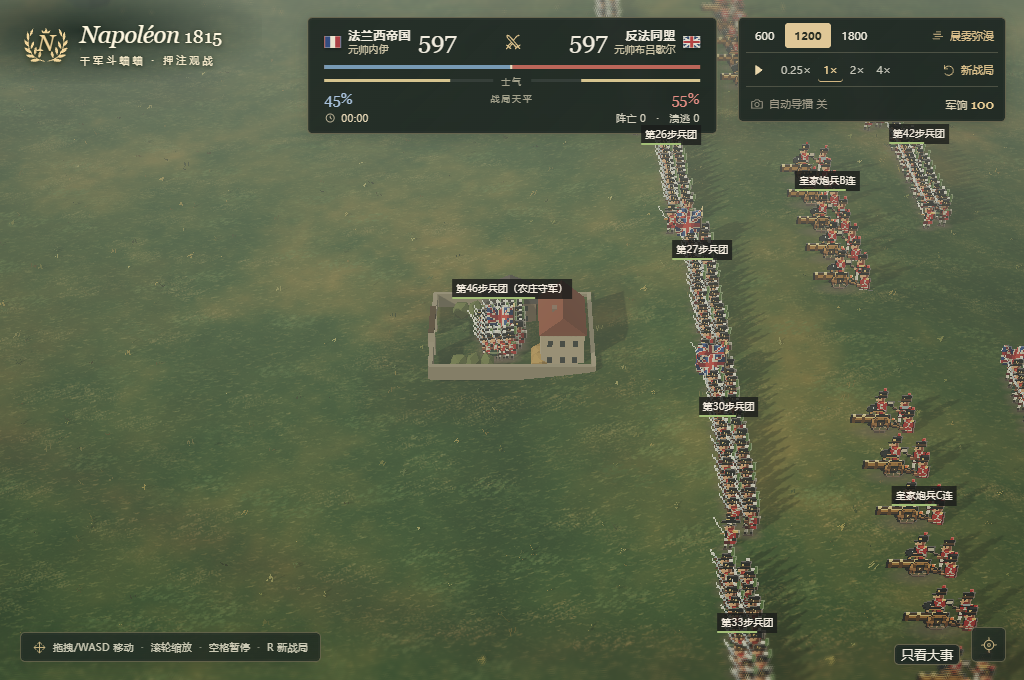 Napoléon 1815
千军斗蛐蛐 · 押注观战
法兰西帝国
元帅内伊
597
597
反法同盟
元帅布吕歇尔
士气
45%
战局天平
55%
00:00
阵亡 0 · 溃逃 0
600 1200 1800
晨雾弥漫
0.25× 1× 2× 4×
新战局
自动导播 关
军饷 100
第26步兵团
第42步兵团
皇家炮兵B连
第27步兵团
第46步兵团（农庄守军）
第30步兵团
皇家炮兵C连
第33步兵团
拖拽/WASD 移动 · 滚轮缩放 · 空格暂停 · R 新战局
只看大事